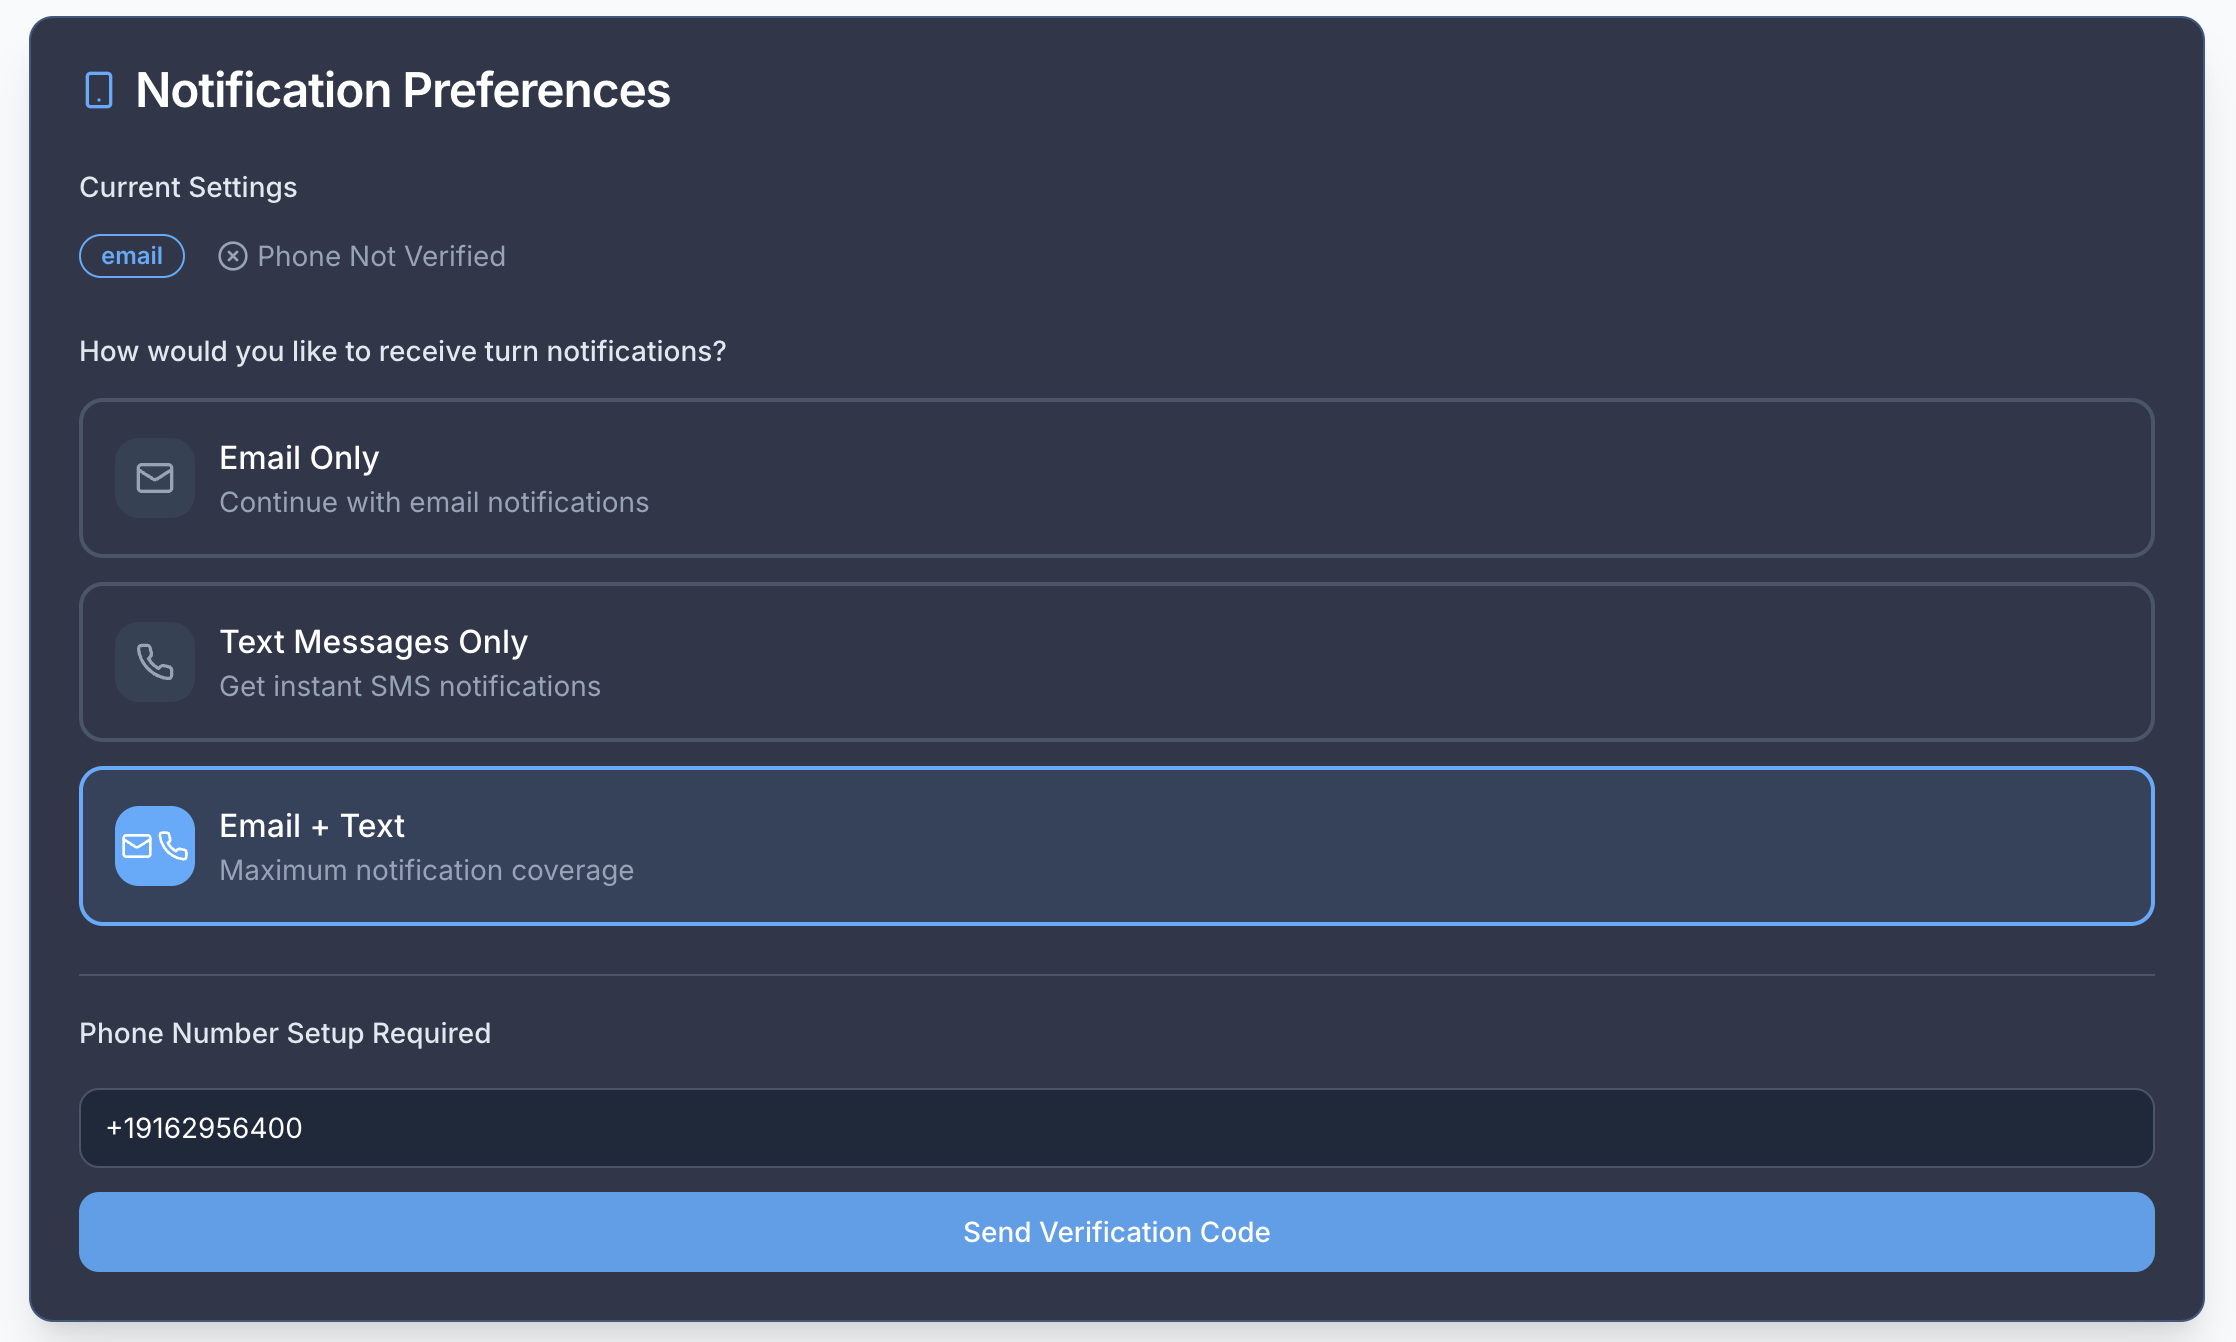 Notification Preferences
Current Settings
email
Phone Not Verified
How would you like to receive turn notifications?
Email Only
Continue with email notifications
Text Messages Only
Get instant SMS notifications
Email + Text
Maximum notification coverage
Phone Number Setup Required
+19162956400
Send Verification Code